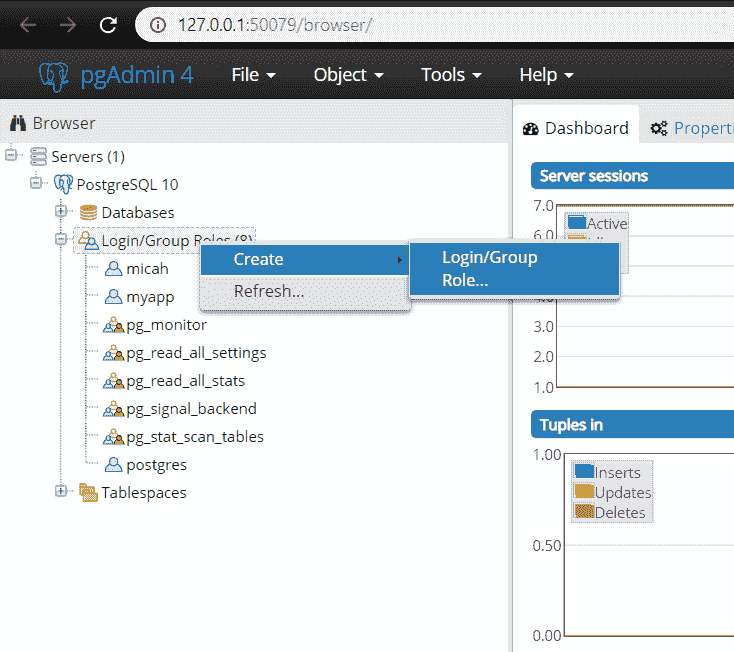 127.0.0.1:50079/browser/
pgAdmin 4 File Object Tools Help
Browser
Dashboard
Servers (1)
PostgreSQL 10
Databases
Login/Group Roles (8)
micah
myapp
pg_monitor
pg_read_all_settings
pg_read_all_stats
pg_signal_backend
pg_stat_scan_tables
postgres
Tablespaces
Create
Refresh...
Login/Group
Role...
Server sessions
7.0
Active
6.0
3.0
2.0
1.0
Tuples in
1.00
Inserts
Updates
Deletes
0.50
0.00